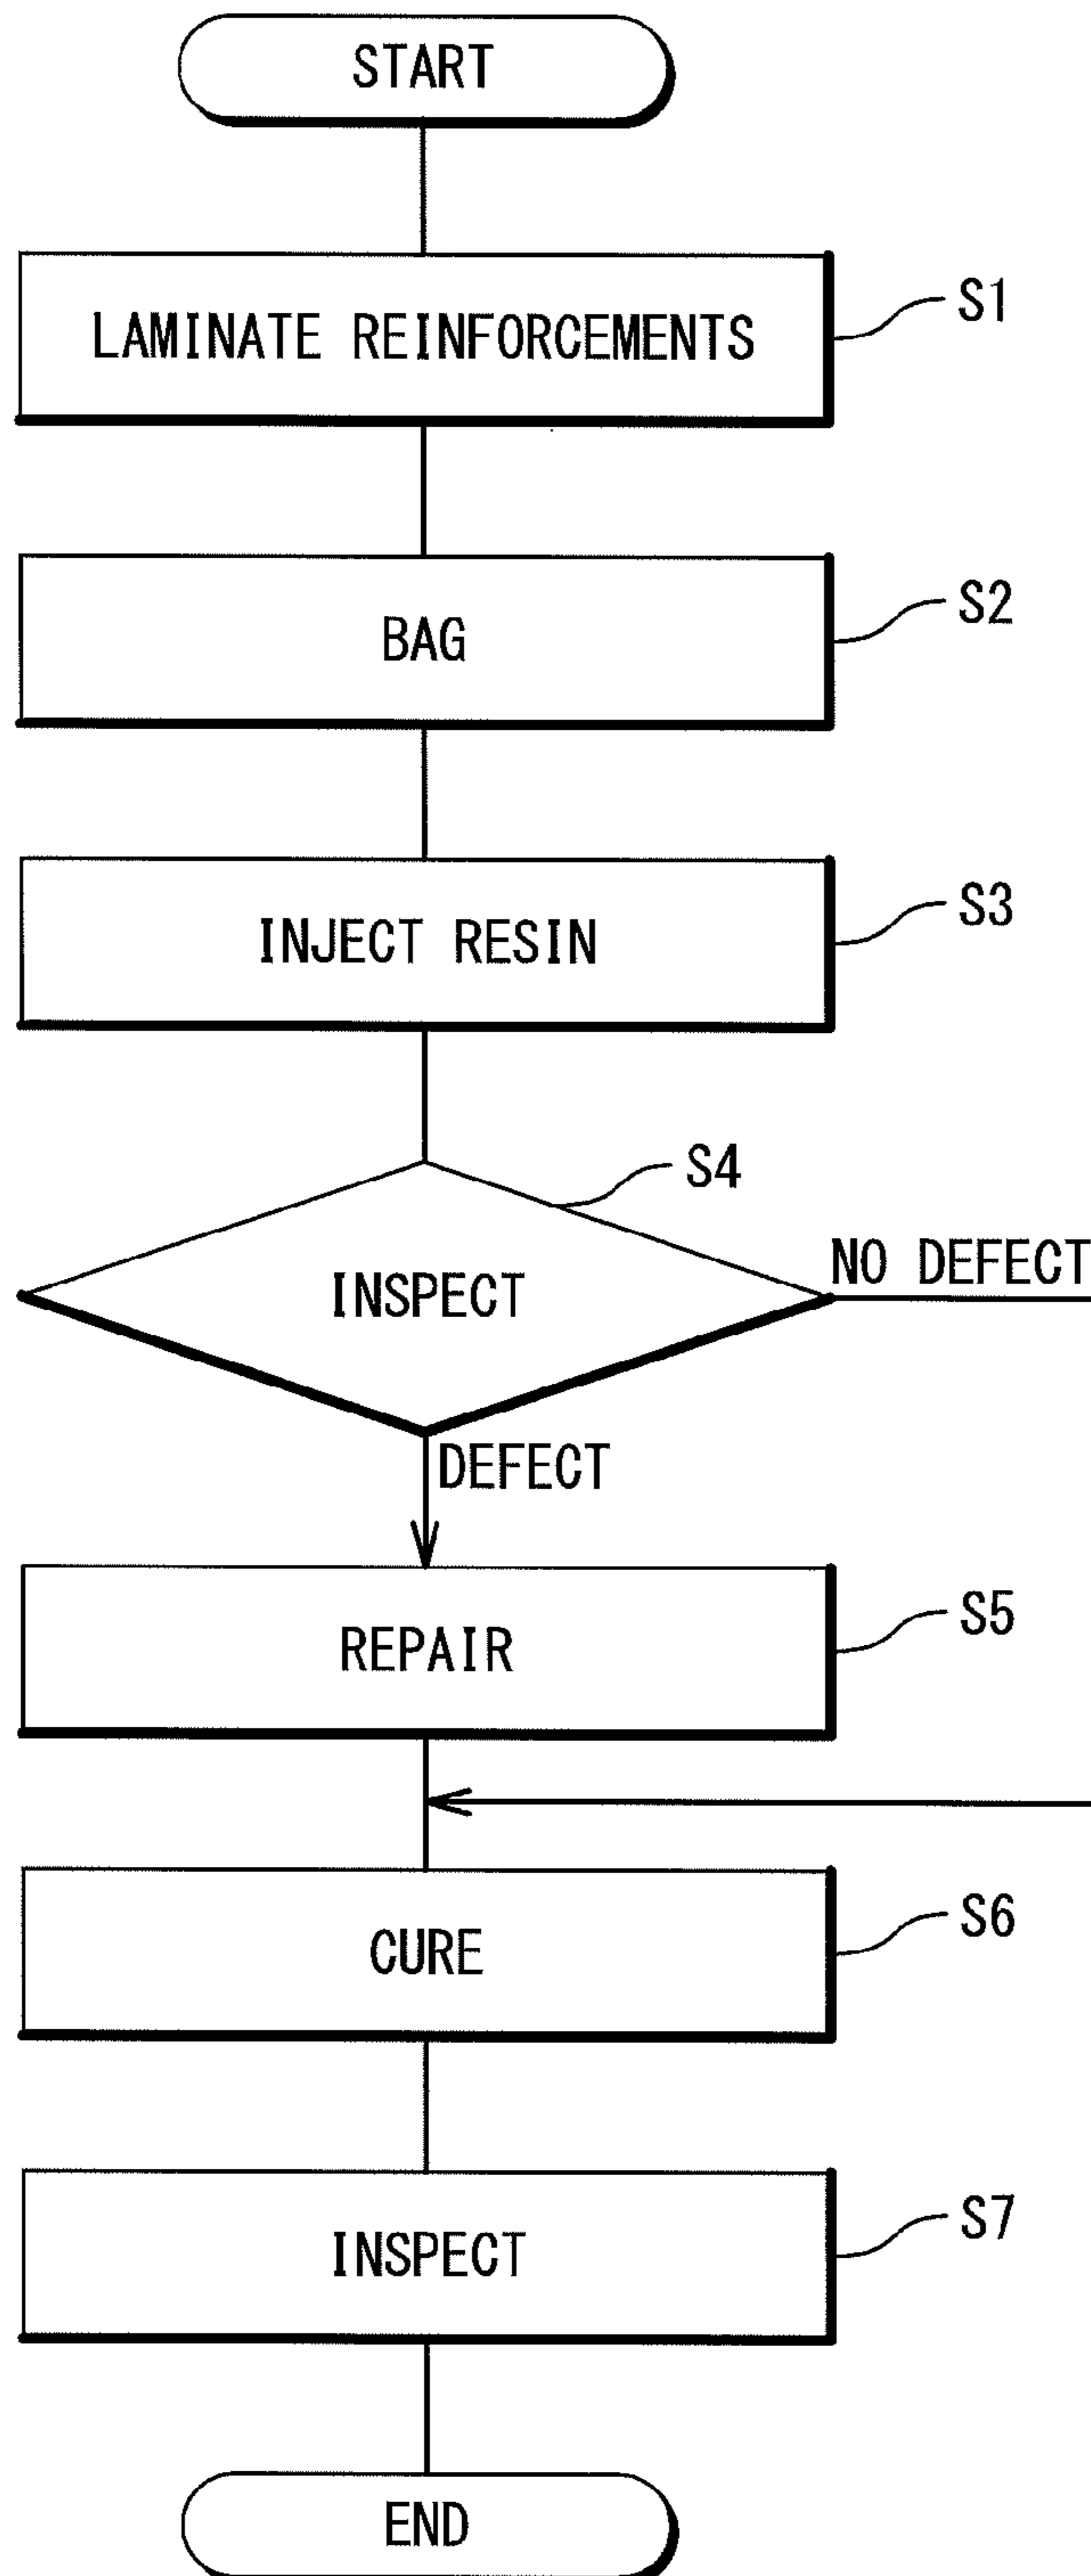 START
LAMINATE REINFORCEMENTS
S1
BAG
S2
INJECT RESIN
S3
S4
INSPECT
NO DEFECT
DEFECT
REPAIR
S5
CURE
S6
INSPECT
S7
END